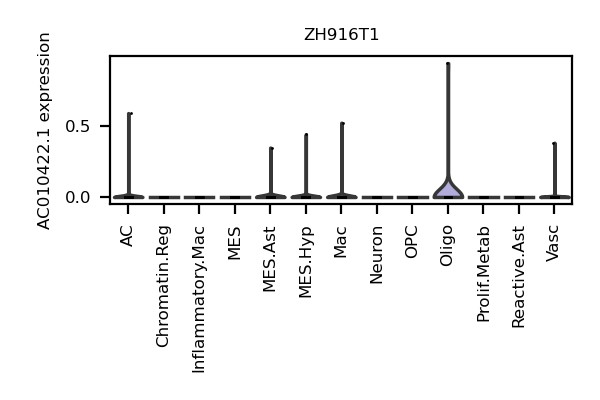 ZH916T1
AC010422.1 expression
0.5
0.0
AC
Chromatin.Reg
Inflammatory.Mac
MES
MES.Ast
MES.Hyp
Mac
Neuron
OPC
Oligo
Prolif.Metab
Reactive.Ast
Vasc